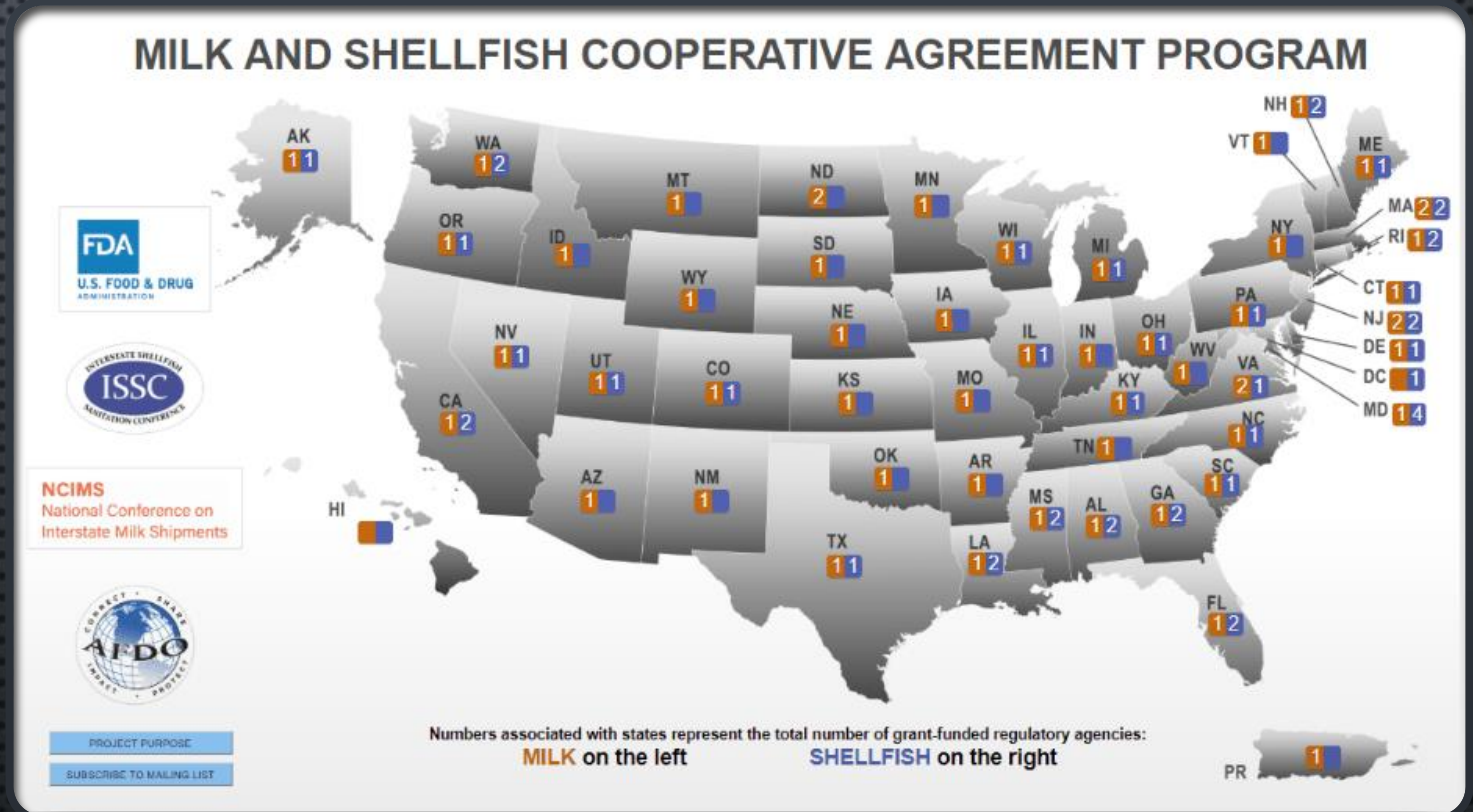 MILK AND SHELLFISH COOPERATIVE AGREEMENT PROGRAM
NH 1 2
VT 1
AK
1 1
WA
1 2
ME
1 1
MT
1
ND
2
MN
1
MA 2 2
OR
1 1
ID
1
SD
1
WI
1 1
MI
1 1
NY
1
RI 1 2
FDA
U.S. FOOD & DRUG
ADMINISTRATION
WY
1
IA
1
PA
1 1
CT 1 1
NE
1
NJ 2 2
NV
1 1
UT
1 1
CO
1 1
IL
1 1
IN
1
OH
1 1
WV
1
VA
2 1
DE 1 1
DC 1
MD 1 4
INTERSTATE SHELLFISH
ISSC
SANITATION CONFERENCE
KS
1
MO
1
KY
1 1
CA
1 2
NC
1 1
TN 1
AZ
1
NM
1
OK
1
AR
1
SC
1 1
MS
1 2
AL
1 2
GA
1 2
NCIMS
National Conference on
Interstate Milk Shipments
HI
TX
1 1
LA
1 2
FL
1 2
CONNECT · SHARE
AFDO
IMPACT · PROTECT
PROJECT PURPOSE
SUBSCRIBE TO MAILING LIST
Numbers associated with states represent the total number of grant-funded regulatory agencies:
MILK on the left SHELLFISH on the right
PR
1